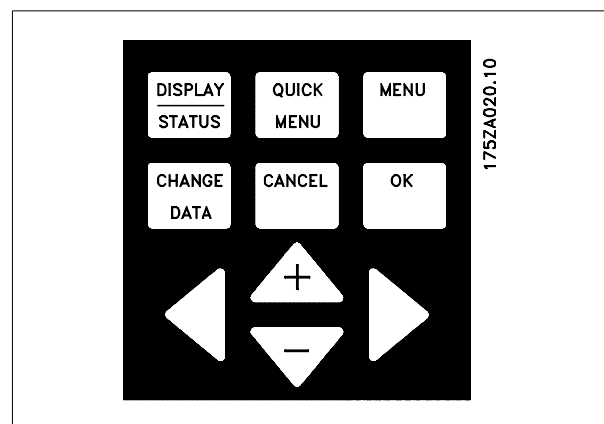 DISPLAY
STATUS
QUICK
MENU
MENU
CHANGE
DATA
CANCEL
OK
+
−
175ZA020.10